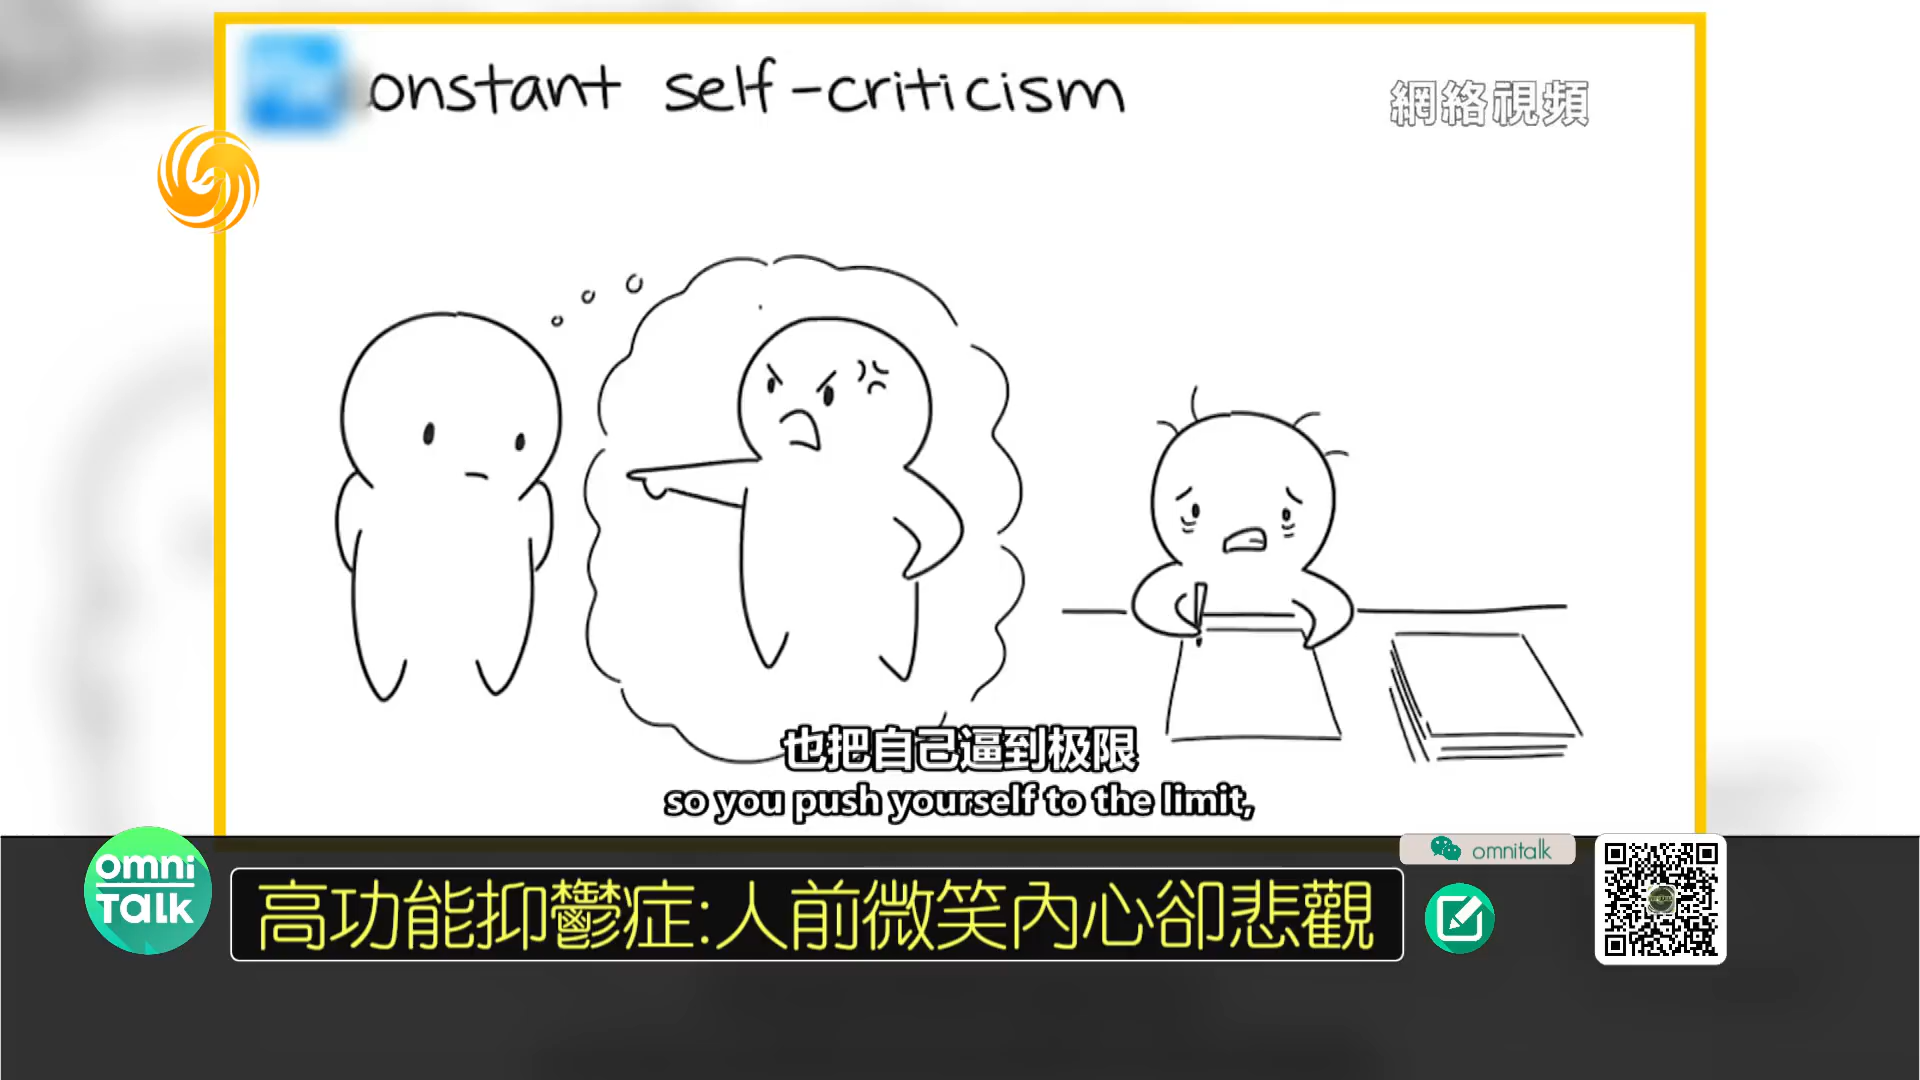 onstant self-criticism
網絡視頻
也把自己逼到极限
so you push yourself to the limit,
omnitalk
omni
Talk
高功能抑鬱症:人前微笑內心卻悲觀